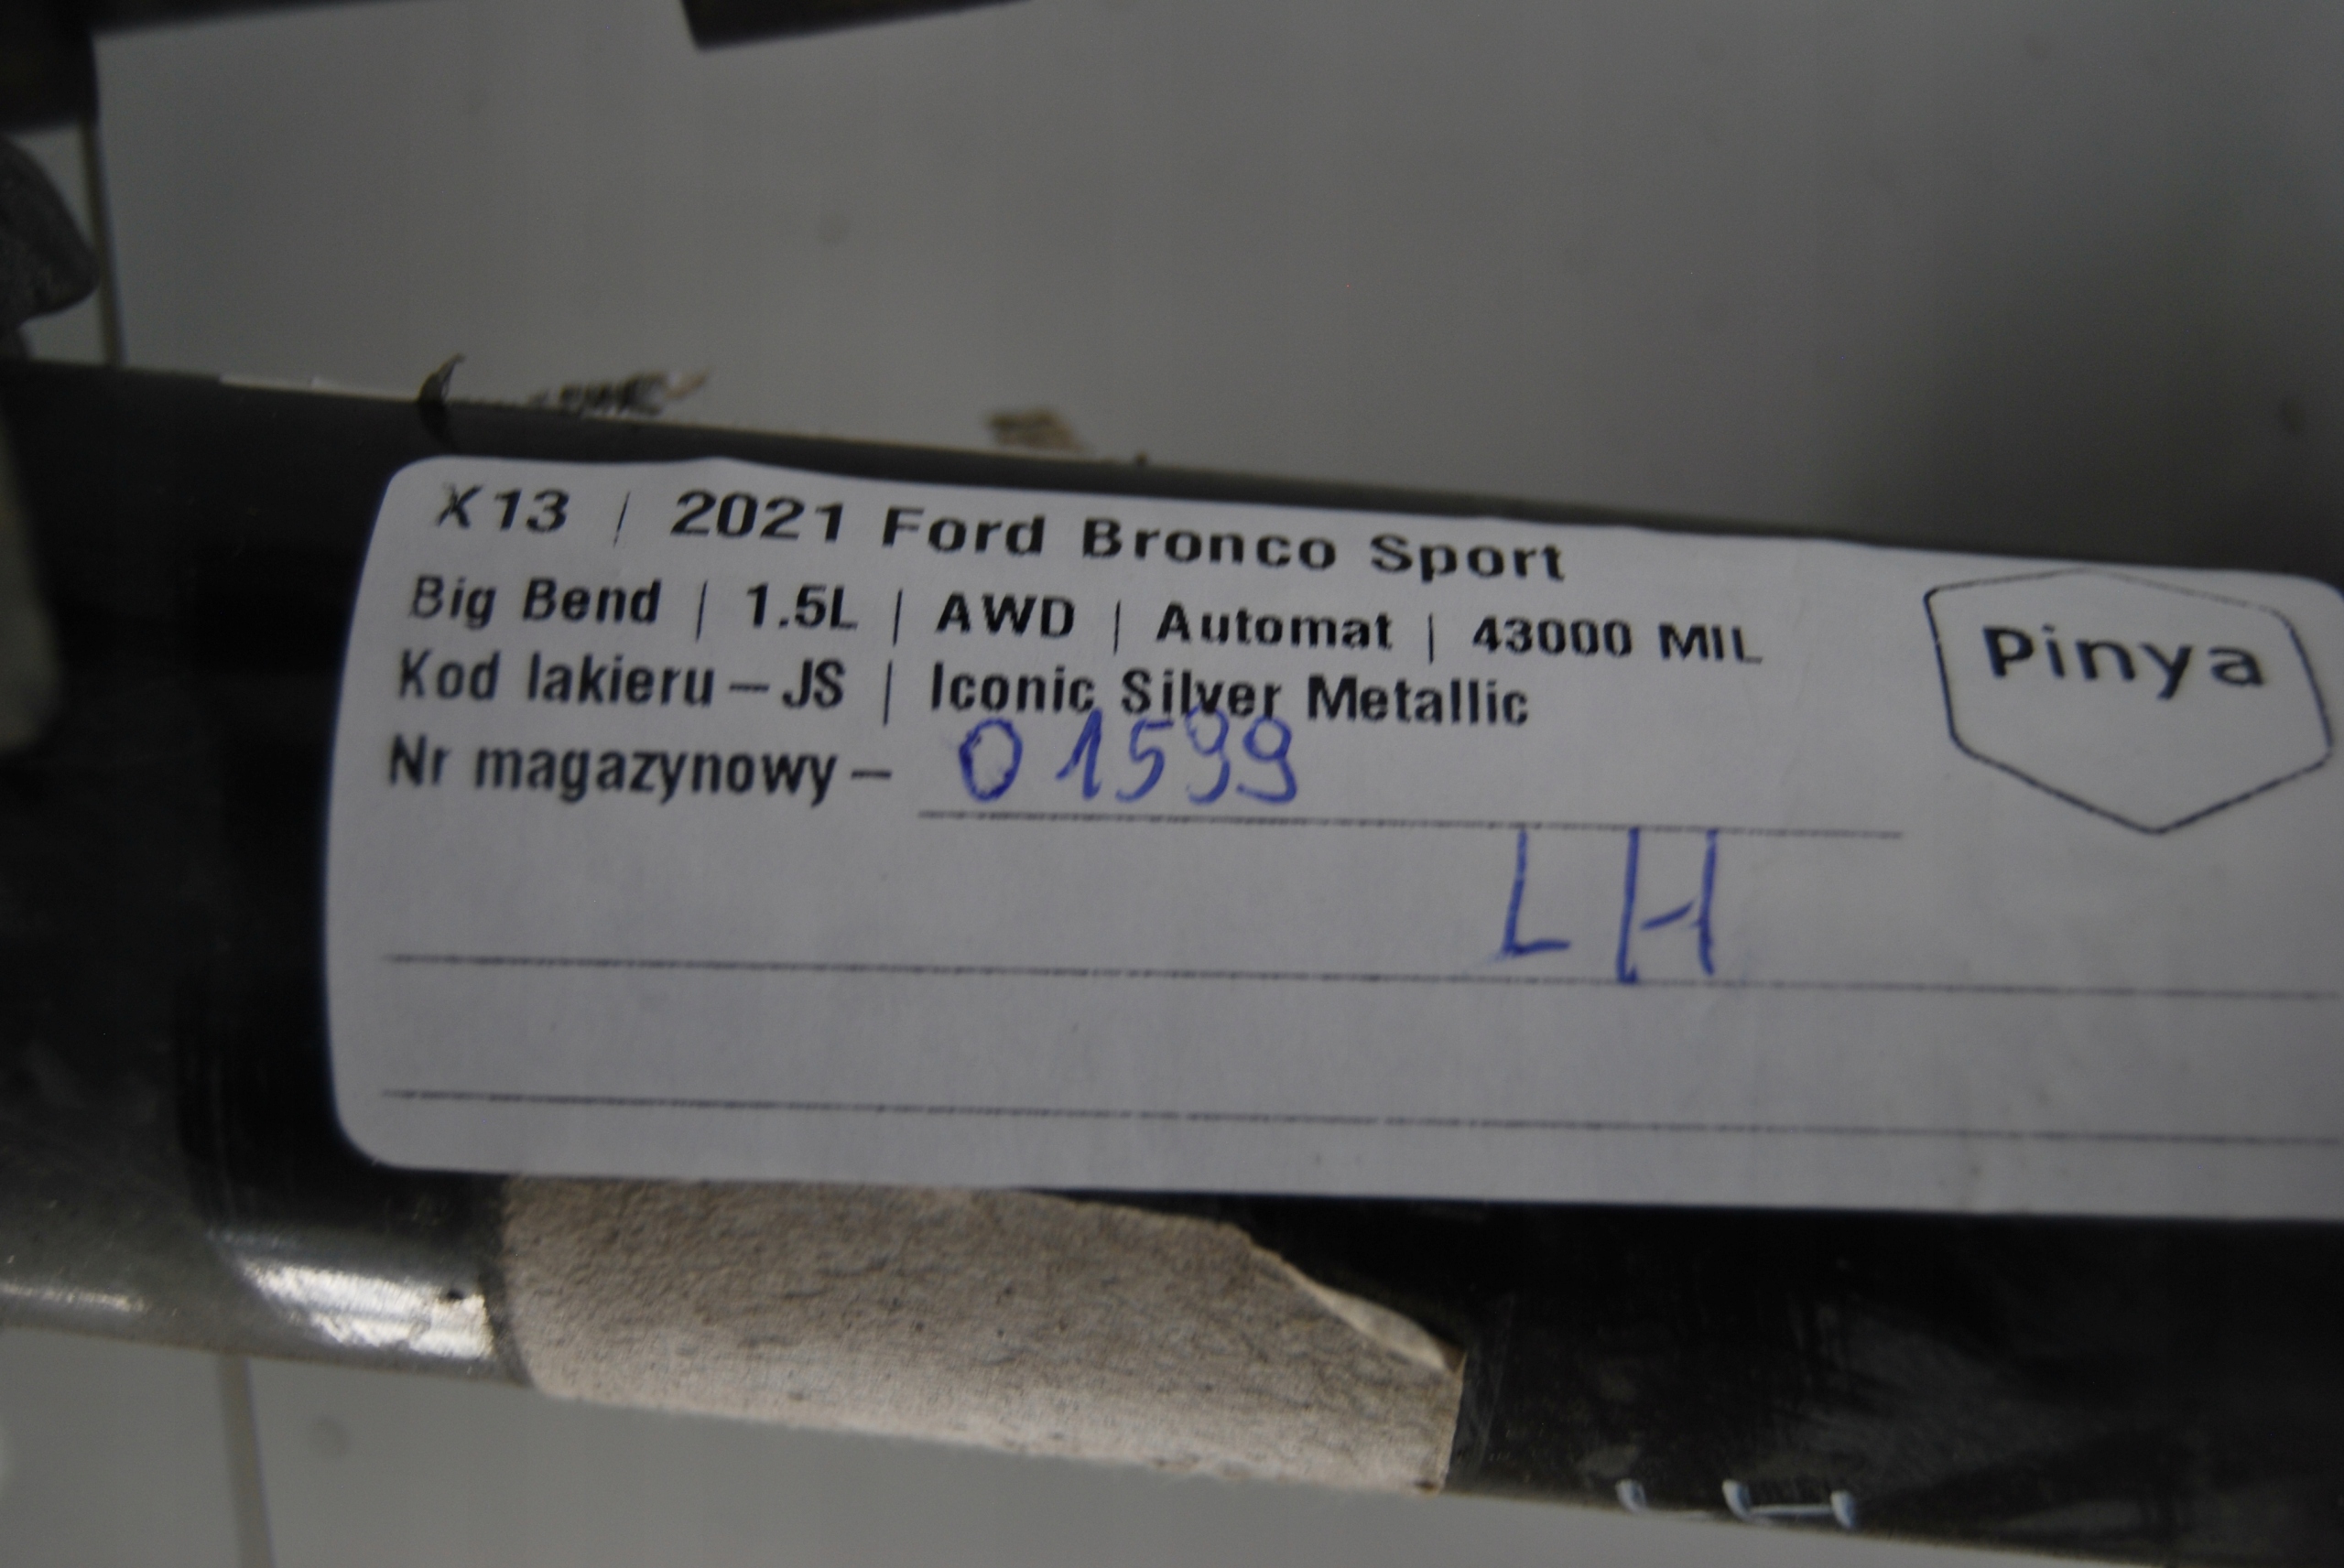 X13 | 2021 Ford Bronco Sport
Big Bend | 1.5L | AWD | Automat | 43000 MIL
Pinya
Kod lakieru – JS | Iconic Silver Metallic
Nr magazynowy – 01599
LH